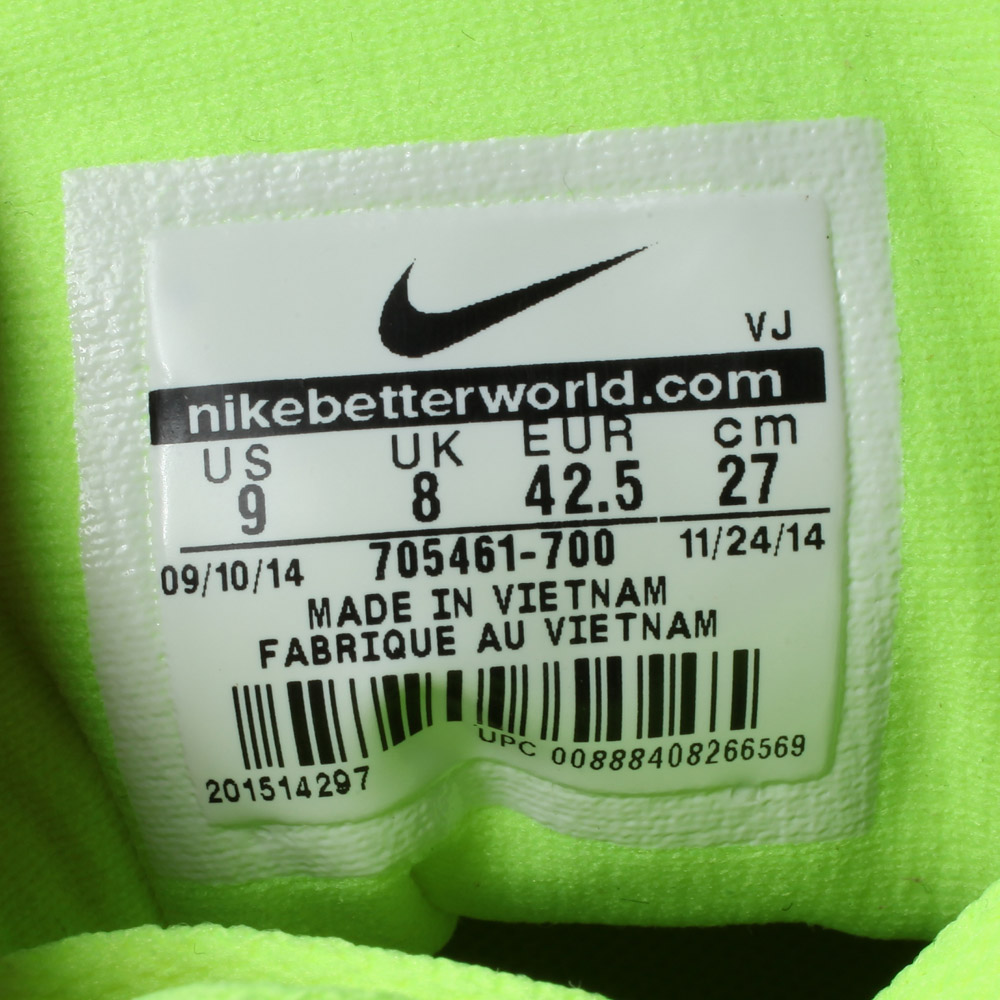 VJ
nikebetterworld.com
US UK EUR cm
9 8 42.5 27
09/10/14 705461-700 11/24/14
MADE IN VIETNAM
FABRIQUE AU VIETNAM
201514297 UPC 00888408266569